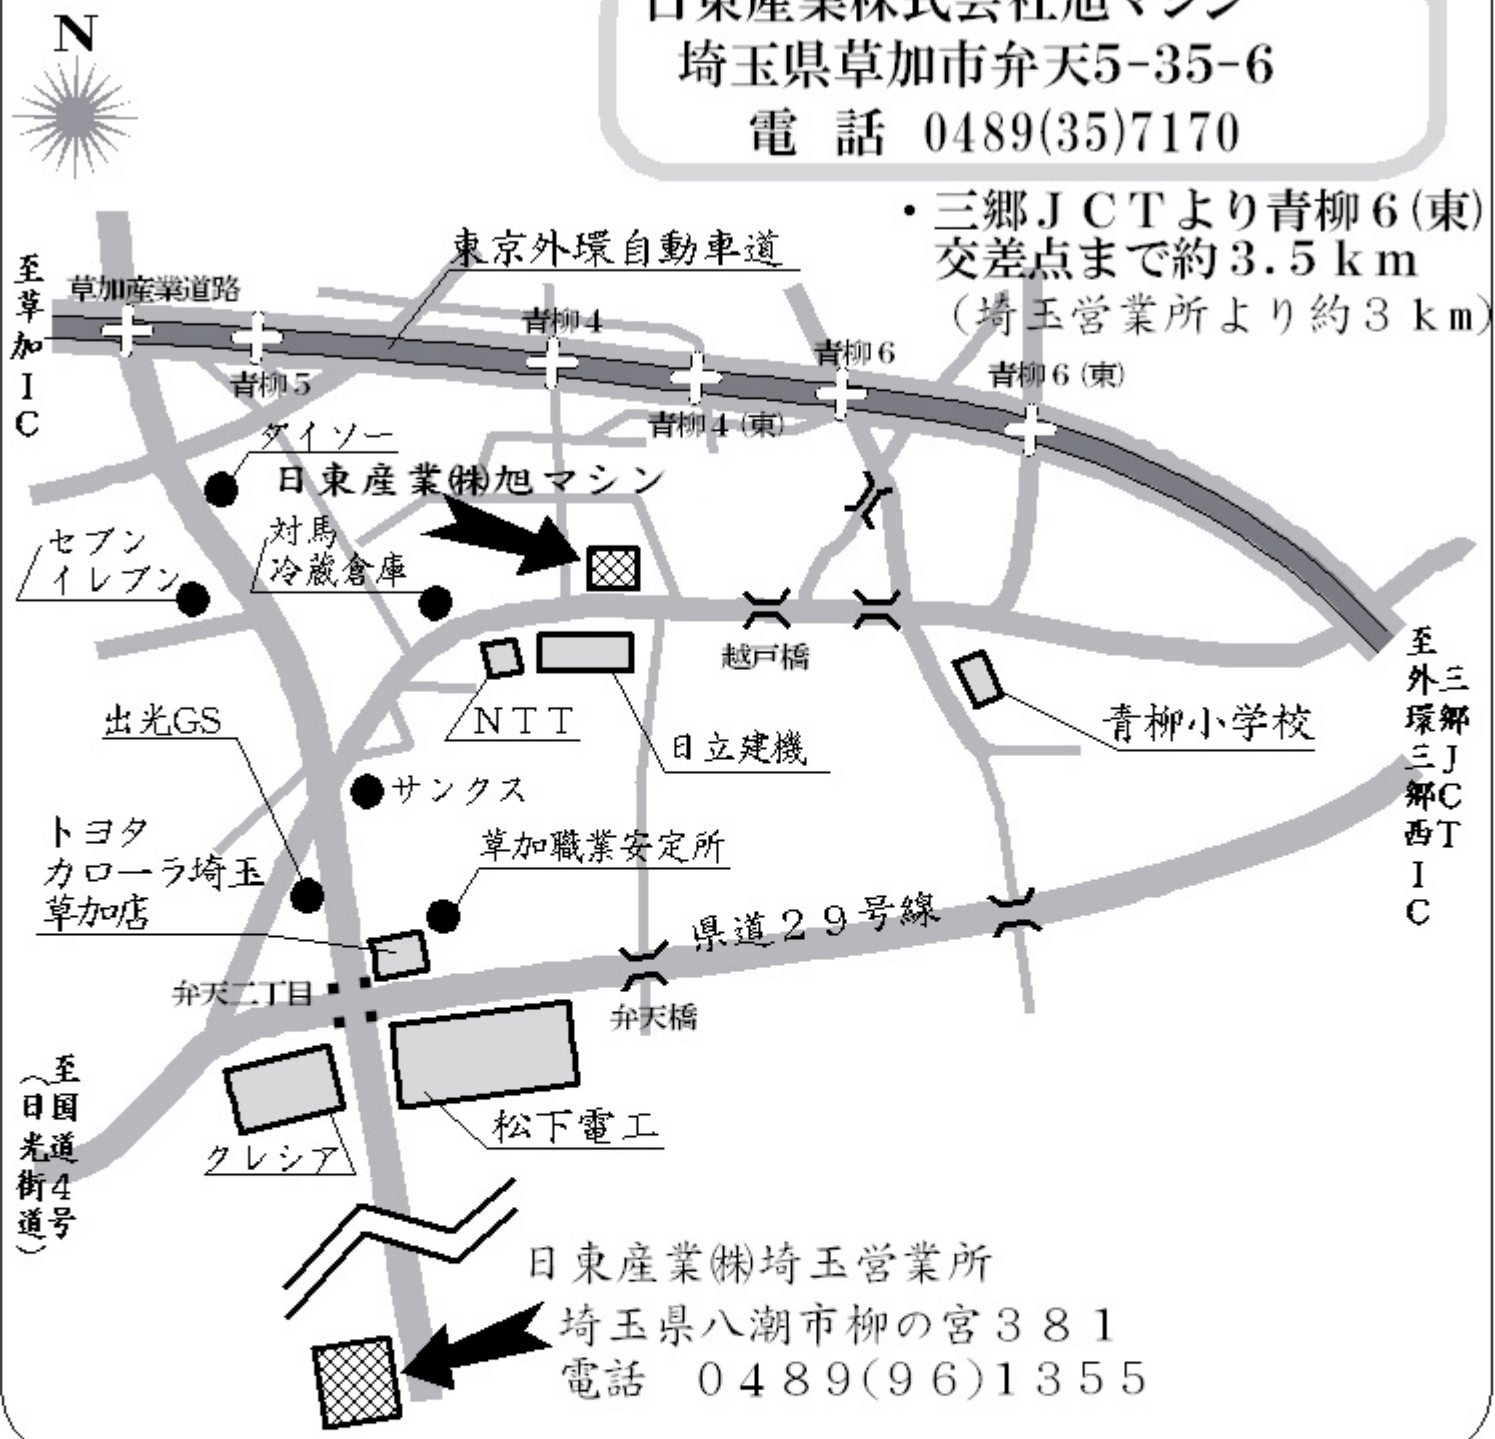 N
日東産業株式会社旭マシン
埼玉県草加市弁天5-35-6
電 話 0489(35)7170
・三郷ＪＣＴより青柳６(東)
交差点まで約３.５ｋｍ
(埼玉営業所より約３ｋｍ)
東京外環自動車道
至草加ＩＣ
草加産業道路
青柳５
青柳４
青柳４(東)
青柳６
青柳６(東)
ダイソー
日東産業㈱旭マシン
セブン
イレブン
対馬
冷蔵倉庫
越戸橋
ＮＴＴ
日立建機
青柳小学校
至外環三郷西ＩＣ
三郷ＪＣＴ
出光GS
サンクス
トヨタ
カローラ埼玉
草加店
草加職業安定所
県道２９号線
弁天二丁目
弁天橋
松下電工
クレシア
至国道４号
(日光街道)
日東産業㈱埼玉営業所
埼玉県八潮市柳の宮３８１
電話　０４８９(９６)１３５５